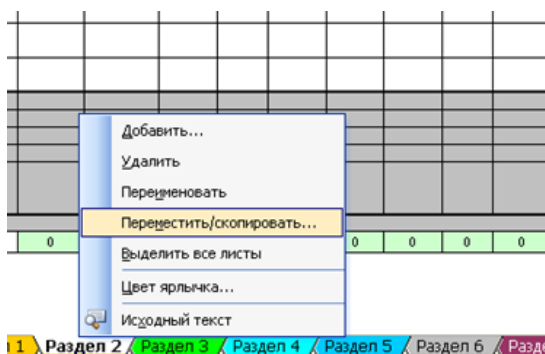 Добавить...
Удалить
Переименовать
Переместить/скопировать...
0 0 0 0 0
Выделить все листы
Цвет ярлычка...
Исходный текст
1 Раздел 2 Раздел 3 Раздел 4 Раздел 5 Раздел 6 Разде